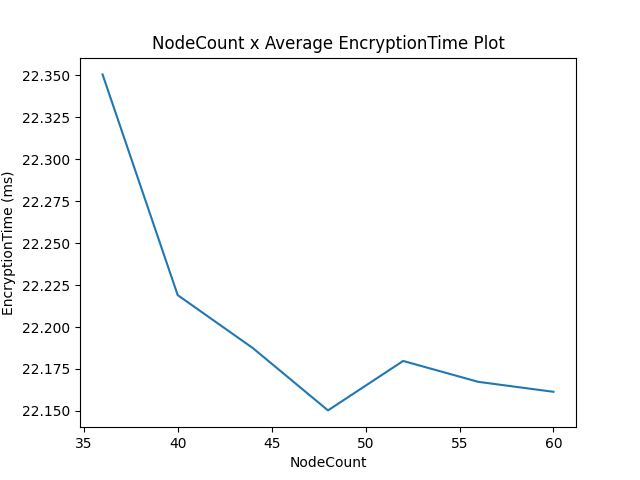 NodeCount x Average EncryptionTime Plot
EncryptionTime (ms)
22.350
22.325
22.300
22.275
22.250
22.225
22.200
22.175
22.150
35 40 45 50 55 60
NodeCount